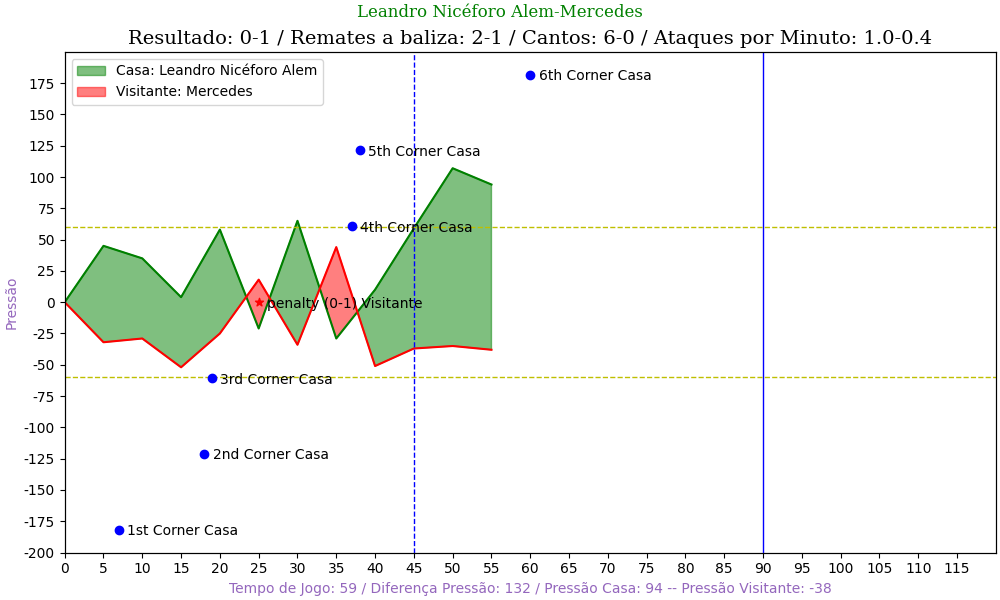 Leandro Nicéforo Alem-Mercedes
Resultado: 0-1 / Remates a baliza: 2-1 / Cantos: 6-0 / Ataques por Minuto: 1.0-0.4
Casa: Leandro Nicéforo Alem
Visitante: Mercedes
6th Corner Casa
5th Corner Casa
4th Corner Casa
penalty (0-1) Visitante
3rd Corner Casa
2nd Corner Casa
1st Corner Casa
Pressão
175
150
125
100
75
50
25
0
-25
-50
-75
-100
-125
-150
-175
-200
0 5 10 15 20 25 30 35 40 45 50 55 60 65 70 75 80 85 90 95 100 105 110 115
Tempo de Jogo: 59 / Diferença Pressão: 132 / Pressão Casa: 94 -- Pressão Visitante: -38